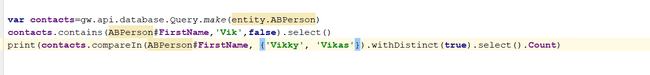 var contacts=gw.api.database.Query.make(entity.ABPerson)
contacts.contains(ABPerson#FirstName,'Vik',false).select()
print(contacts.compareIn(ABPerson#FirstName, {'Vikky', 'Vikas'}).withDistinct(true).select().Count)